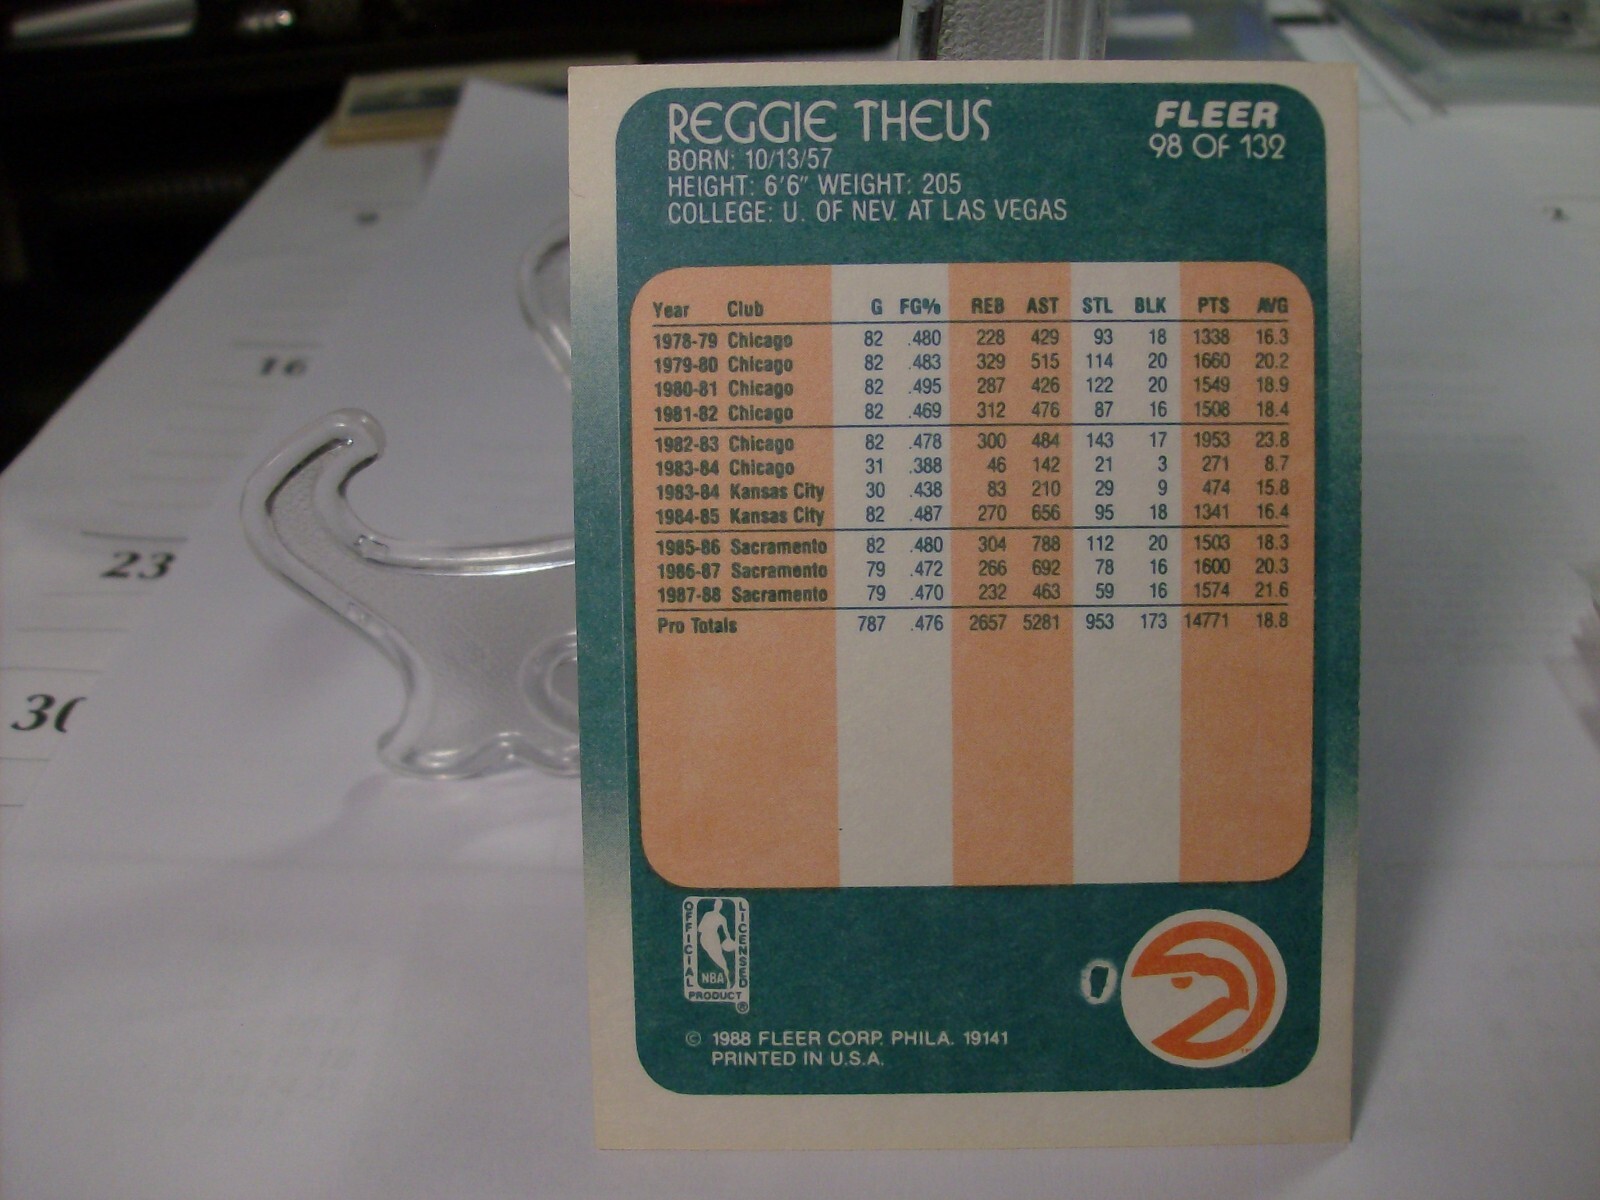 REGGIE THEUS
FLEER
98 OF 132
BORN: 10/13/57
HEIGHT: 6'6" WEIGHT: 205
COLLEGE: U. OF NEV. AT LAS VEGAS
Year Club G FG% REB AST STL BLK PTS AVG
1978-79 Chicago 82 .480 228 429 93 18 1338 16.3
1979-80 Chicago 82 .483 329 515 114 20 1660 20.2
1980-81 Chicago 82 .495 287 426 122 20 1549 18.9
1981-82 Chicago 82 .469 312 476 87 16 1508 18.4
1982-83 Chicago 82 .478 300 484 143 17 1953 23.8
1983-84 Chicago 31 .388 46 142 21 3 271 8.7
1983-84 Kansas City 30 .438 83 210 29 9 474 15.8
1984-85 Kansas City 82 .487 270 656 95 18 1341 16.4
1985-86 Sacramento 82 .480 304 788 112 20 1503 18.3
1986-87 Sacramento 79 .472 266 692 78 16 1600 20.3
1987-88 Sacramento 79 .470 232 463 59 16 1574 21.6
Pro Totals 787 .476 2657 5281 953 173 14771 18.8
OFFICIAL
LICENSED
NBA
PRODUCT ®
© 1988 FLEER CORP. PHILA. 19141
PRINTED IN U.S.A.
16
23